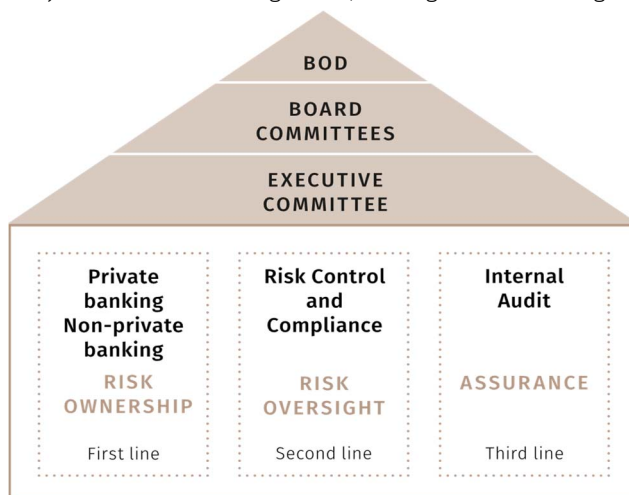 BOD
BOARD
COMMITTEES
EXECUTIVE
COMMITTEE
Private
banking
Non-private
banking
RISK
OWNERSHIP
First line
Risk Control
and
Compliance
RISK
OVERSIGHT
Second line
Internal
Audit
ASSURANCE
Third line